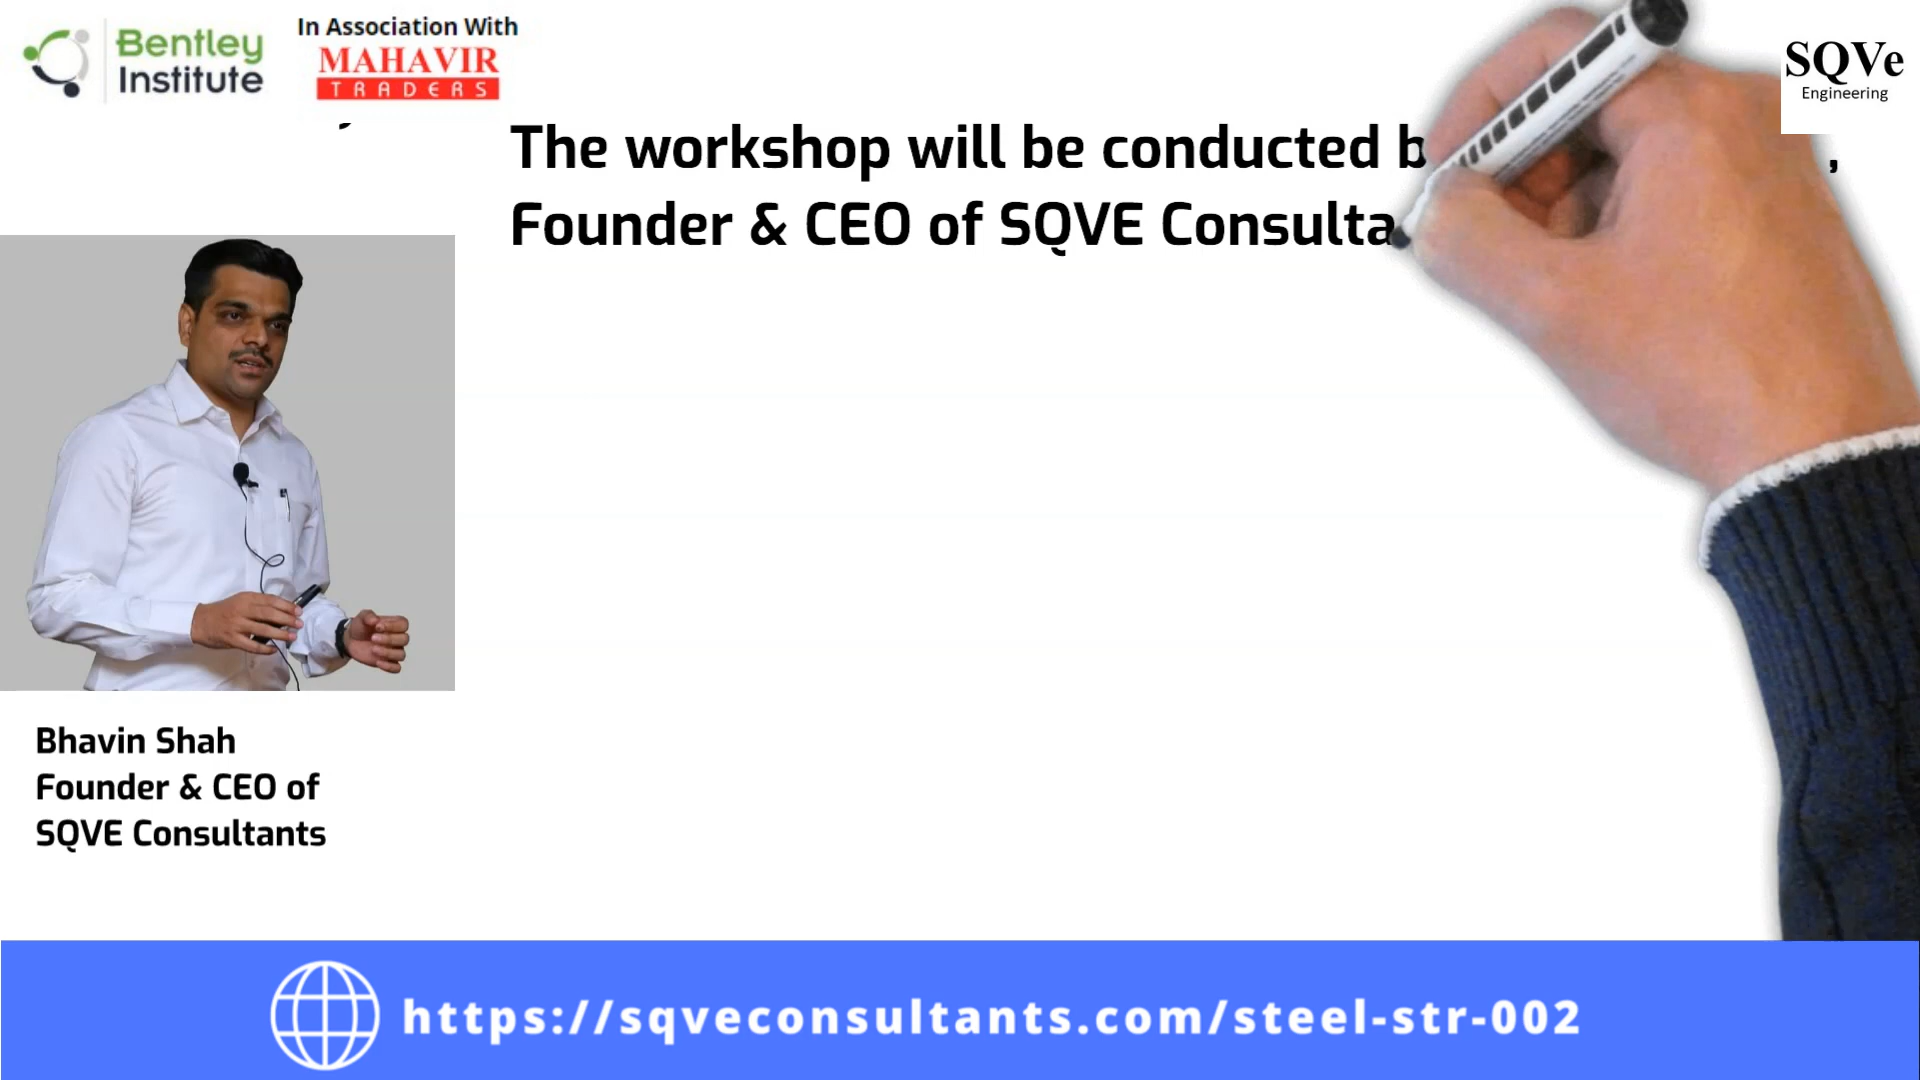 Bentley
Institute
In Association With
MAHAVIR
TRADERS
SQVe
Engineering
The workshop will be conducted b
,
Founder & CEO of SQVE Consulta
Bhavin Shah
Founder & CEO of
SQVE Consultants
https://sqveconsultants.com/steel-str-002